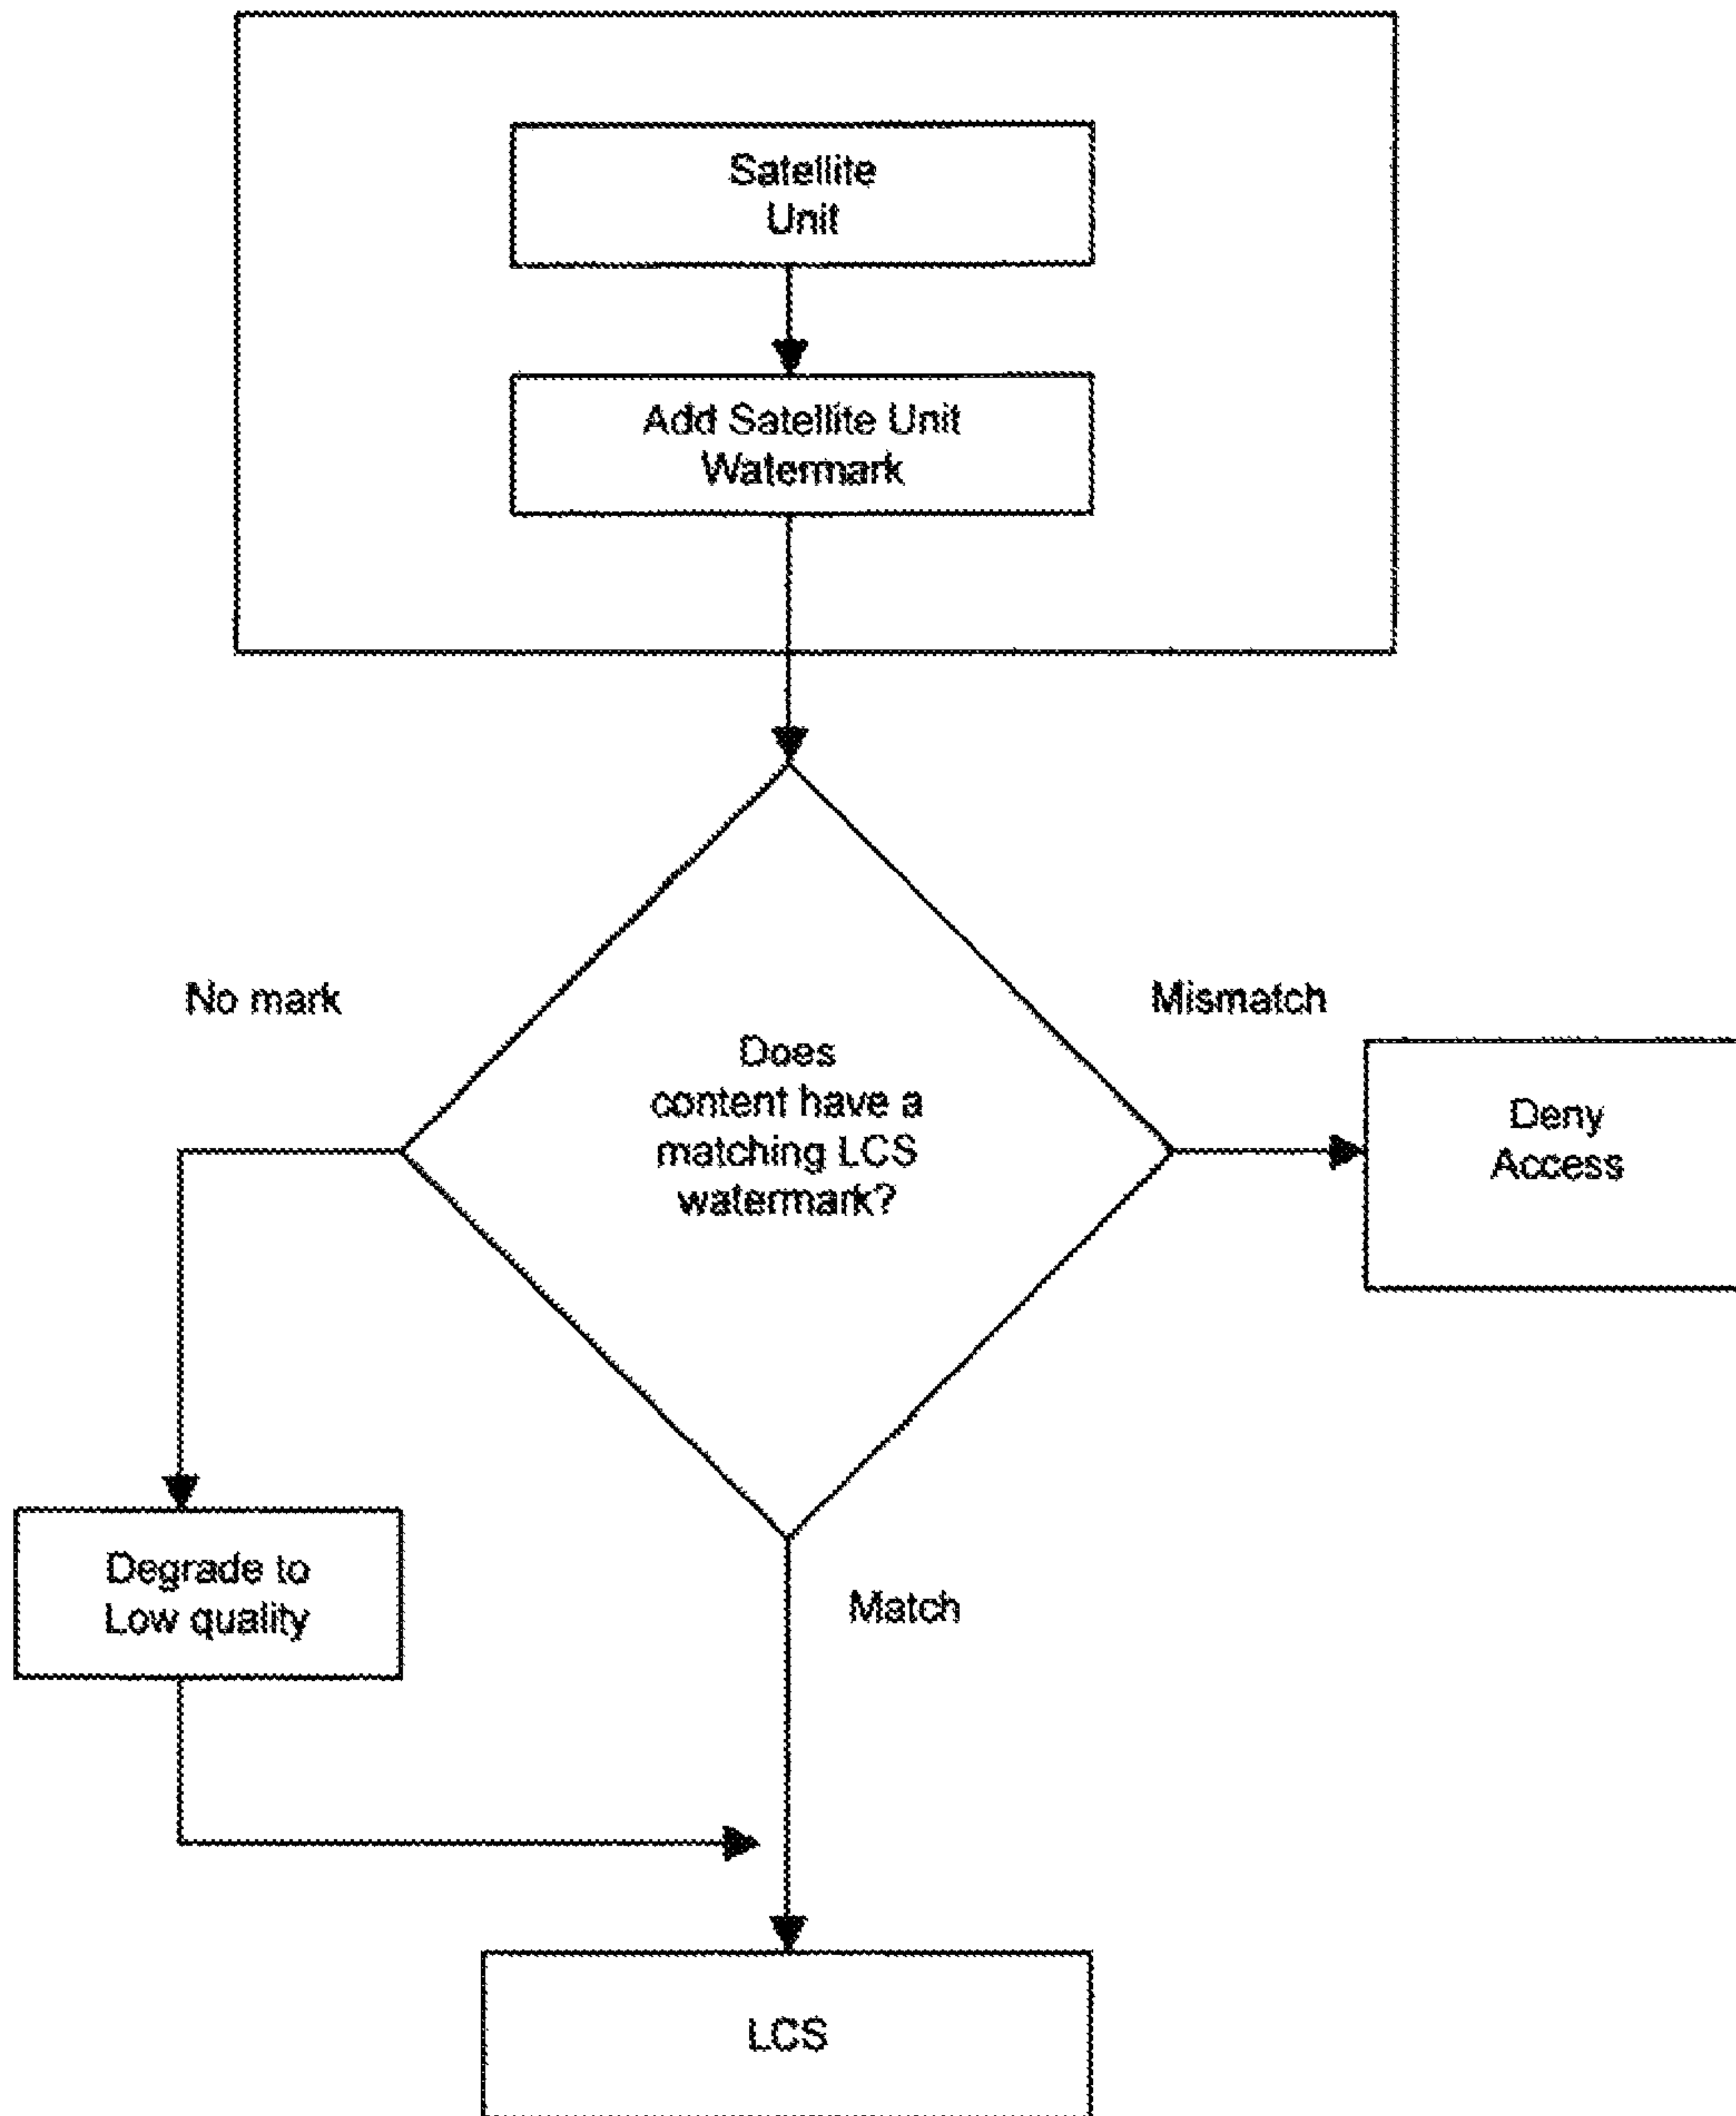 Satellite
Unit
Add Satellite Unit
Watermark
No mark
Mismatch
Does
content have a
matching LCS
watermark?
Deny
Access
Degrade to
Low quality
Match
LCS